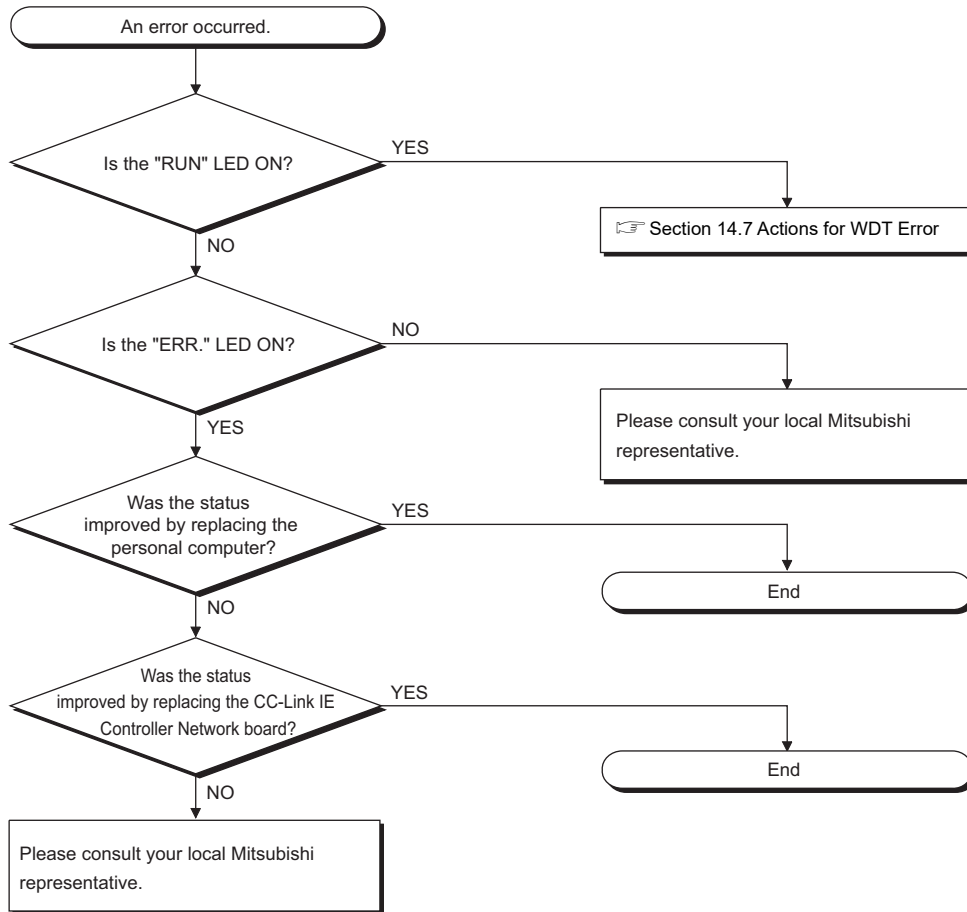 An error occurred.
Is the "RUN" LED ON?
YES
☞ Section 14.7 Actions for WDT Error
NO
Is the "ERR." LED ON?
NO
Please consult your local Mitsubishi
representative.
YES
Was the status
improved by replacing the
personal computer?
YES
End
NO
Was the status
improved by replacing the CC-Link IE
Controller Network board?
YES
End
NO
Please consult your local Mitsubishi
representative.